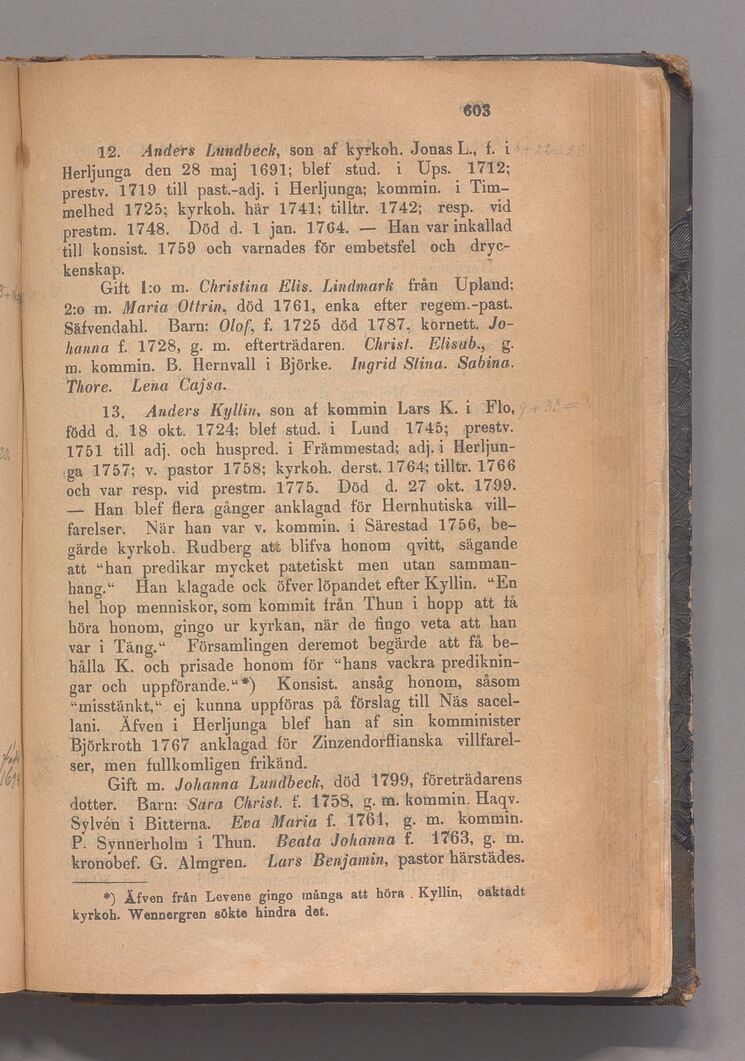 603
12. Anders Lundbeck, son af kyrkoh. Jonas L., f. i
Herljunga den 28 maj 1691; blef stud. i Ups. 1712;
prestv. 1719 till past.-adj. i Herljunga; kommin. i Tim-
melhed 1725; kyrkoh. här 1741; tilltr. 1742; resp. vid
prestm. 1748. Död d. 1 jan. 1764. — Han var inkallad
till konsist. 1759 och varnades för embetsfel och dryc-
kenskap.
Gift 1:o m. Christina Elis. Lindmark från Upland;
2:o m. Maria Ottrin, död 1761, enka efter regem.-past.
Säfvendahl. Barn: Olof, f. 1725 död 1787, kornett. Jo-
hanna f. 1728, g. m. efterträdaren. Christ. Elisab., g.
m. kommin. B. Hernvall i Björke. Ingrid Stina. Sabina.
Thore. Lena Cajsa.
13. Anders Kyllin, son af kommin Lars K. i Flo,
född d. 18 okt. 1724; blef stud. i Lund 1745; prestv.
1751 till adj. och huspred. i Främmestad; adj. i Herljun-
ga 1757; v. pastor 1758; kyrkoh. derst. 1764; tilltr. 1766
och var resp. vid prestm. 1775. Död d. 27 okt. 1799.
— Han blef flera gånger anklagad för Hernhutiska vill-
farelser. När han var v. kommin. i Särestad 1756, be-
gärde kyrkoh. Rudberg att blifva honom qvitt, sägande
att “han predikar mycket patetiskt men utan samman-
hang.“ Han klagade ock öfver löpandet efter Kyllin. “En
hel hop menniskor, som kommit från Thun i hopp att få
höra honom, gingo ur kyrkan, när de fingo veta att han
var i Täng.“ Församlingen deremot begärde att få be-
hålla K. och prisade honom för “hans vackra prediknin-
gar och uppförande.“*) Konsist. ansåg honom, såsom
“misstänkt,“ ej kunna uppföras på förslag till Näs sacel-
lani. Äfven i Herljunga blef han af sin komminister
Björkroth 1767 anklagad för Zinzendorffianska villfarel-
ser, men fullkomligen frikänd.
Gift m. Johanna Lundbeck, död 1799, företrädarens
dotter. Barn: Sara Christ. f. 1758, g. m. kommin. Haqv.
Sylvén i Bitterna. Eva Maria f. 1761, g. m. kommin.
P. Synnerholm i Thun. Beata Johanna f. 1763, g. m.
kronobef. G. Almgren. Lars Benjamin, pastor härstädes.
*) Äfven från Levene gingo många att höra . Kyllin, oaktadt
kyrkoh. Wennergren sökte hindra det.